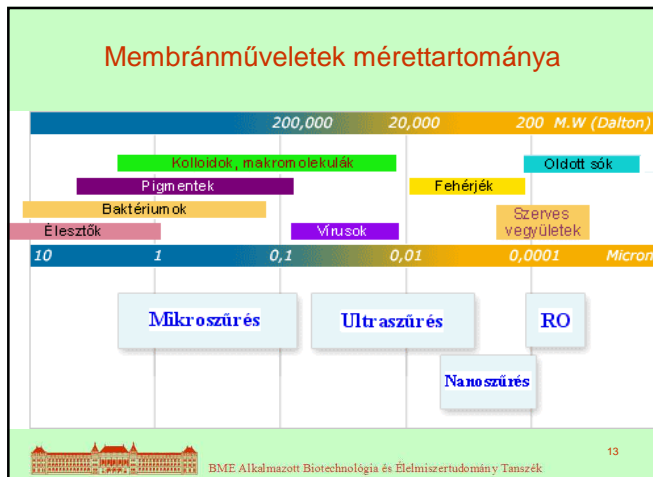 Membránműveletek mérettartománya
200,000 20,000 200 M.W (Dalton)
Kolloidok, makromolekulák
Oldott sók
Pigmentek
Fehérjék
Baktériumok
Szerves
vegyületek
Élesztők
Vírusok
10 1 0,1 0,01 0,0001 Micron
Mikroszűrés
Ultraszűrés
RO
Nanoszűrés
BME Alkalmazott Biotechnológia és Élelmiszertudomány Tanszék
13